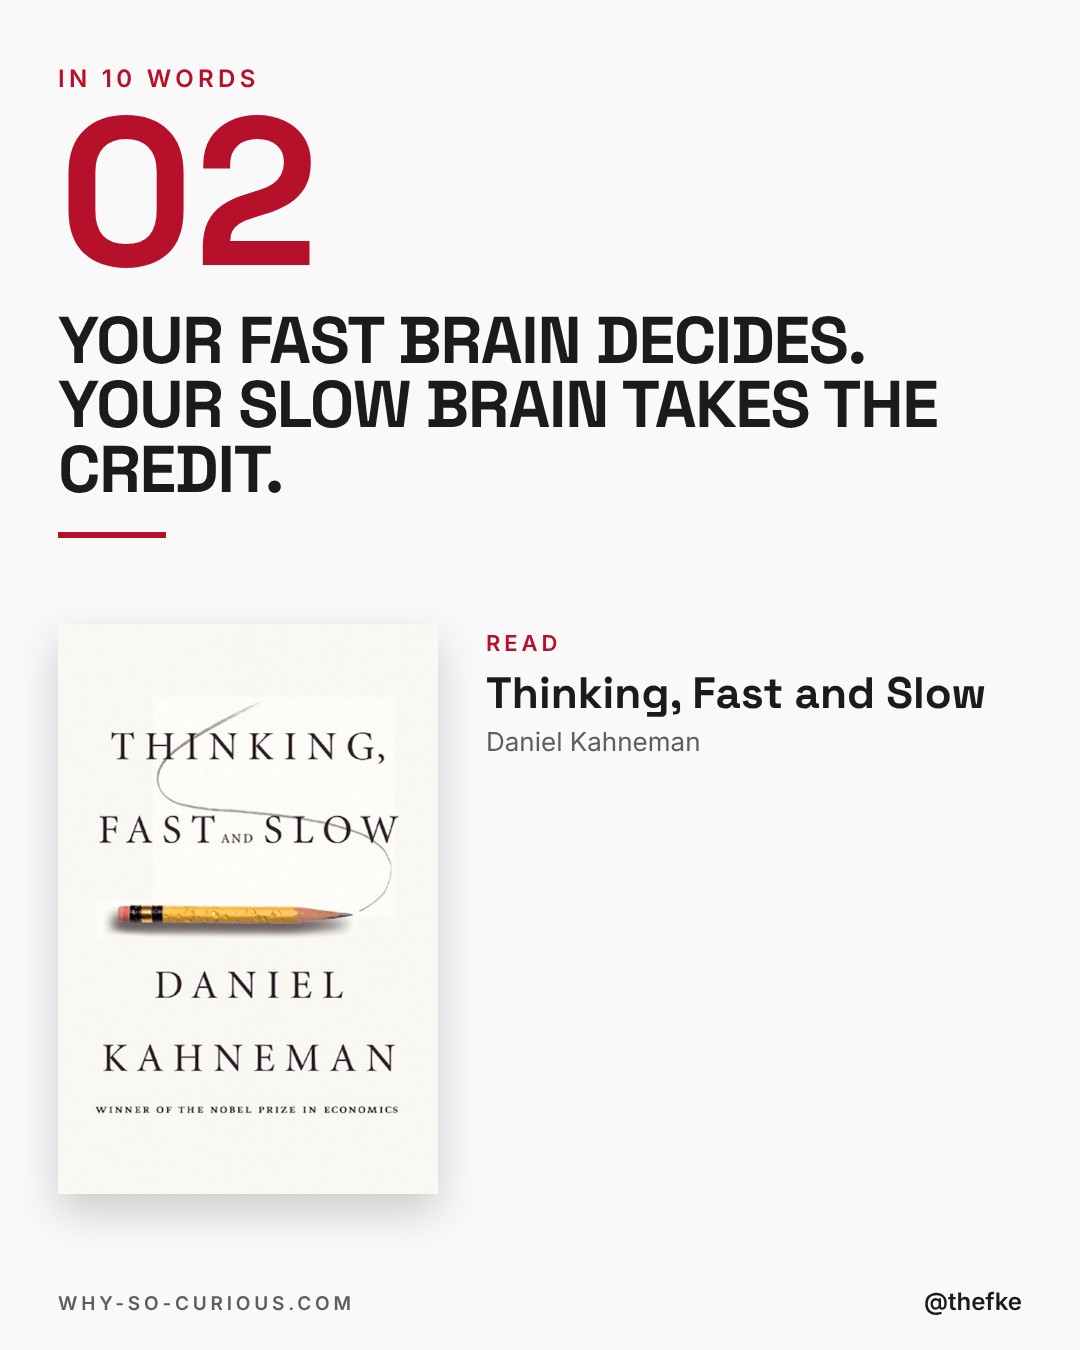 IN 10 WORDS
02
YOUR FAST BRAIN DECIDES.
YOUR SLOW BRAIN TAKES THE
CREDIT.
THINKING,
FAST AND SLOW
DANIEL
KAHNEMAN
WINNER OF THE NOBEL PRIZE IN ECONOMICS
READ
Thinking, Fast and Slow
Daniel Kahneman
WHY-SO-CURIOUS.COM
@thefke